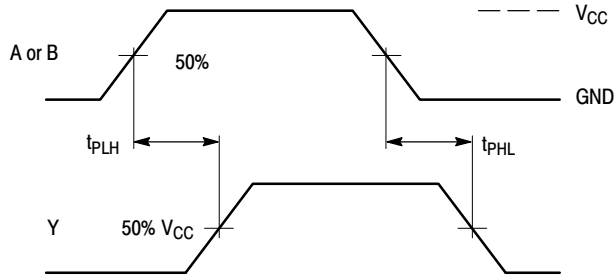 V_CC
A or B
50%
GND
t_PLH
t_PHL
Y
50% V_CC